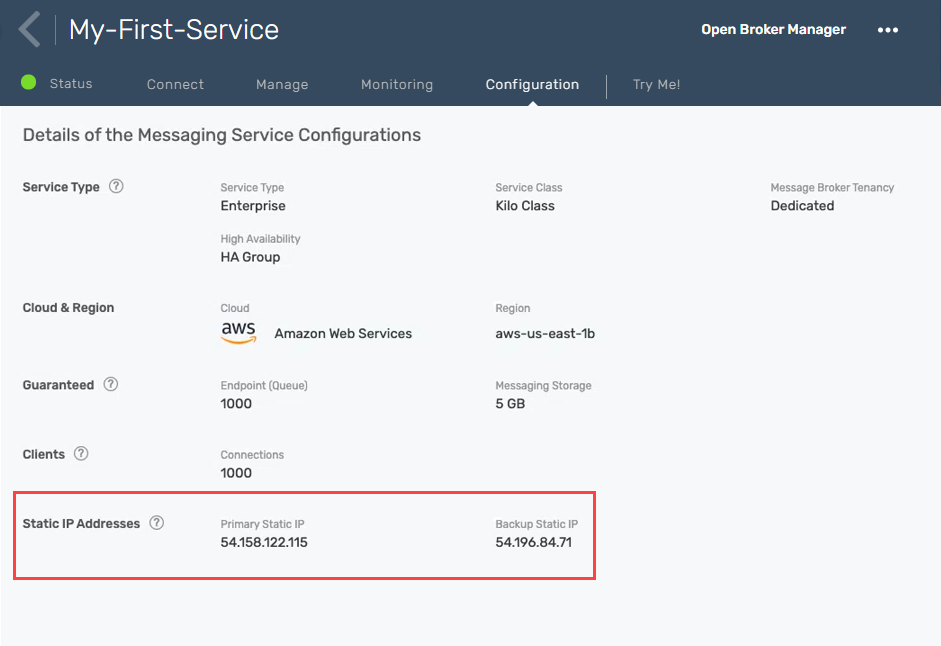 My-First-Service
Open Broker Manager
Status
Connect
Manage
Monitoring
Configuration
Try Me!
Details of the Messaging Service Configurations
Service Type ?
Service Type
Service Class
Message Broker Tenancy
Enterprise
Kilo Class
Dedicated
High Availability
HA Group
Cloud & Region
Cloud
Region
aws
Amazon Web Services
aws-us-east-1b
Guaranteed ?
Endpoint (Queue)
Messaging Storage
1000
5 GB
Clients ?
Connections
1000
Static IP Addresses ?
Primary Static IP
Backup Static IP
54.158.122.115
54.196.84.71